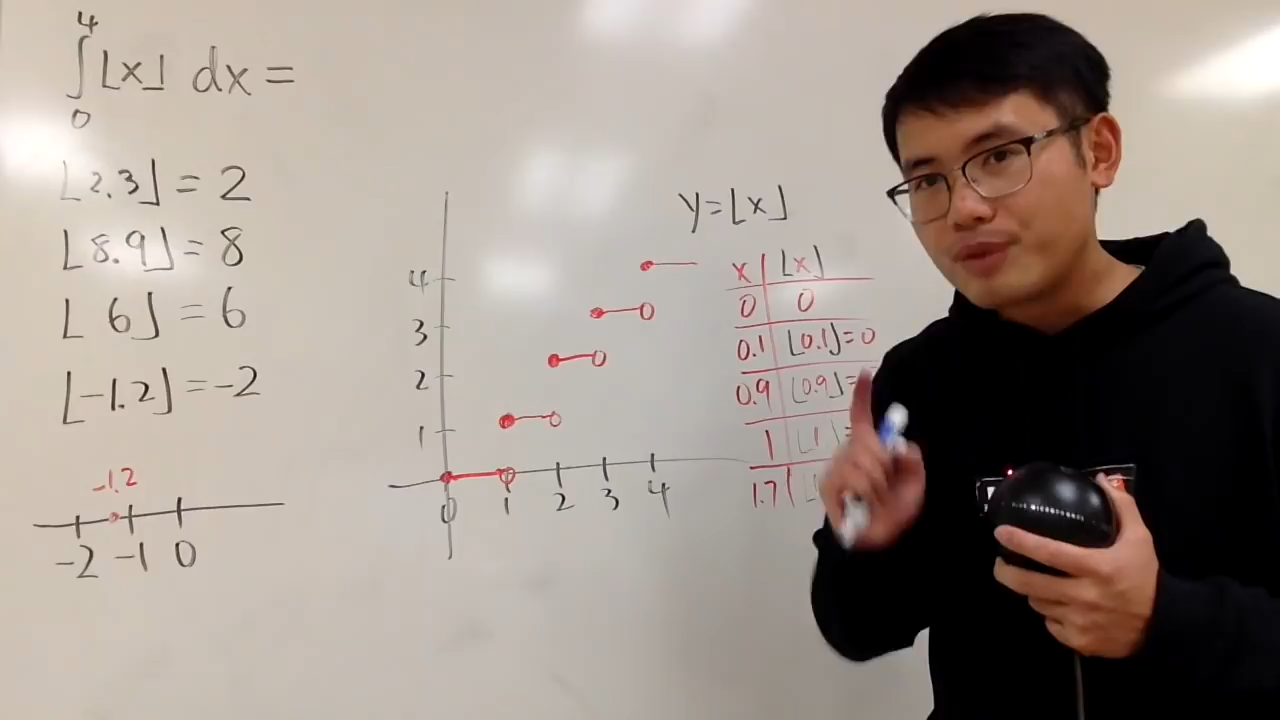 ∫₀⁴ ⌊x⌋ dx =
⌊2.3⌋ = 2
⌊8.9⌋ = 8
⌊6⌋ = 6
⌊-1.2⌋ = -2
-1.2
-2 -1 0
y = ⌊x⌋
4
3
2
1
0 1 2 3 4
x ⌊x⌋
0 0
0.1 ⌊0.1⌋ = 0
0.9 ⌊0.9⌋ =
1 ⌊1⌋ =
1.7